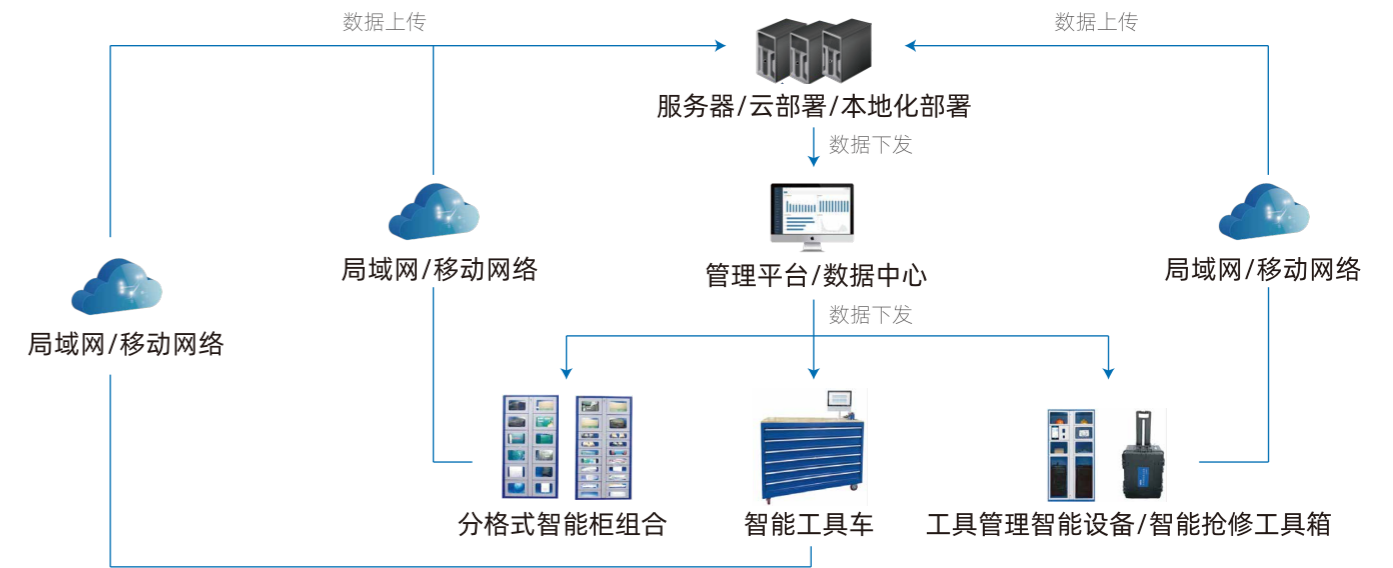 数据上传
数据上传
服务器/云部署/本地化部署
数据下发
局域网/移动网络
管理平台/数据中心
局域网/移动网络
数据下发
局域网/移动网络
分格式智能柜组合
智能工具车
工具管理智能设备/智能抢修工具箱